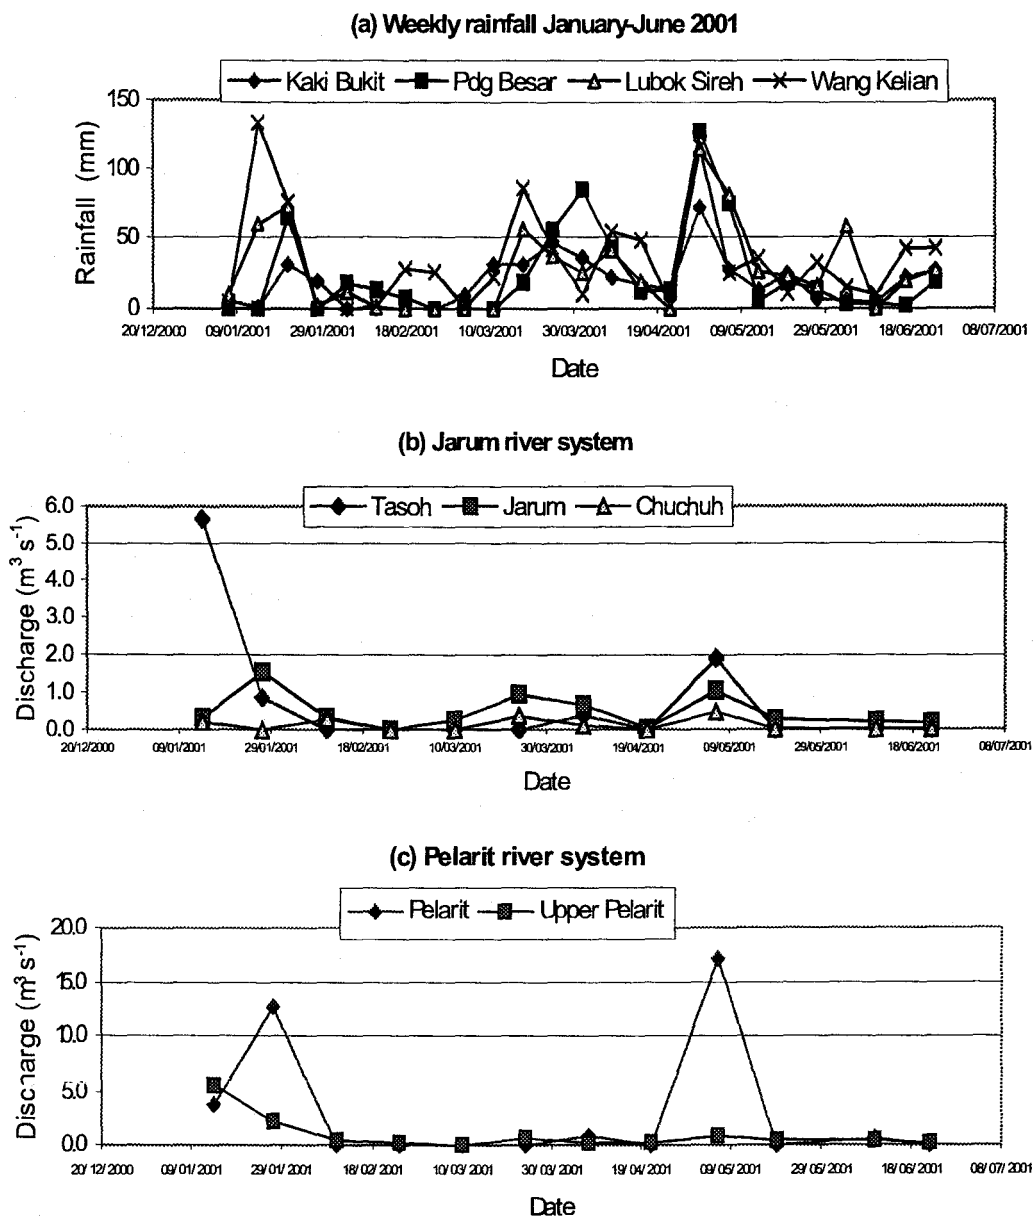 (a) Weekly rainfall January-June 2001
Kaki Bukit Pdg Besar Lubok Sireh Wang Kelian
150
100
50
0
Rainfall (mm)
20/12/2000 09/01/2001 29/01/2001 18/02/2001 10/03/2001 30/03/2001 19/04/2001 09/05/2001 29/05/2001 18/06/2001 08/07/2001
Date
(b) Jarum river system
Tasoh Jarum Chuchuh
6.0
5.0
4.0
3.0
2.0
1.0
0.0
Discharge (m³ s⁻¹)
20/12/2000 09/01/2001 29/01/2001 18/02/2001 10/03/2001 30/03/2001 19/04/2001 09/05/2001 29/05/2001 18/06/2001 08/07/2001
Date
(c) Pelarit river system
Pelarit Upper Pelarit
20.0
15.0
10.0
5.0
0.0
Discharge (m³ s⁻¹)
20/12/2000 09/01/2001 29/01/2001 18/02/2001 10/03/2001 30/03/2001 19/04/2001 09/05/2001 29/05/2001 18/06/2001 08/07/2001
Date